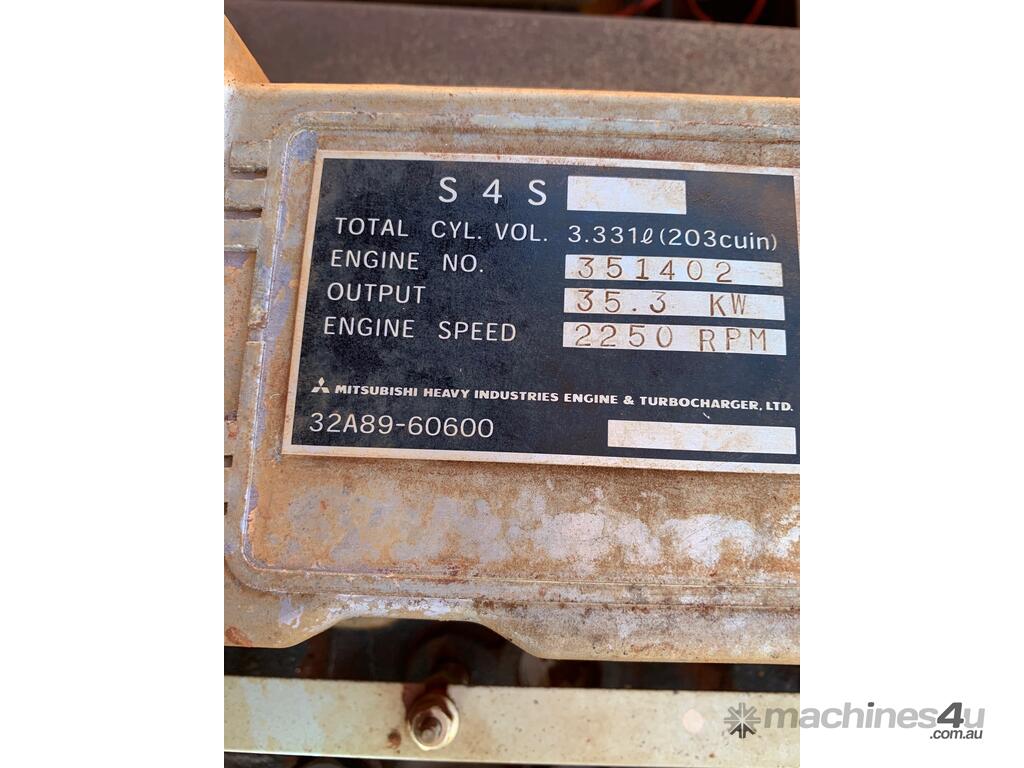 S 4 S
TOTAL CYL. VOL. 3.331ℓ(203cuin)
ENGINE NO. 351402
OUTPUT 35.3 KW
ENGINE SPEED 2250 RPM
MITSUBISHI HEAVY INDUSTRIES ENGINE & TURBOCHARGER, LTD.
32A89-60600
machines4u
.com.au